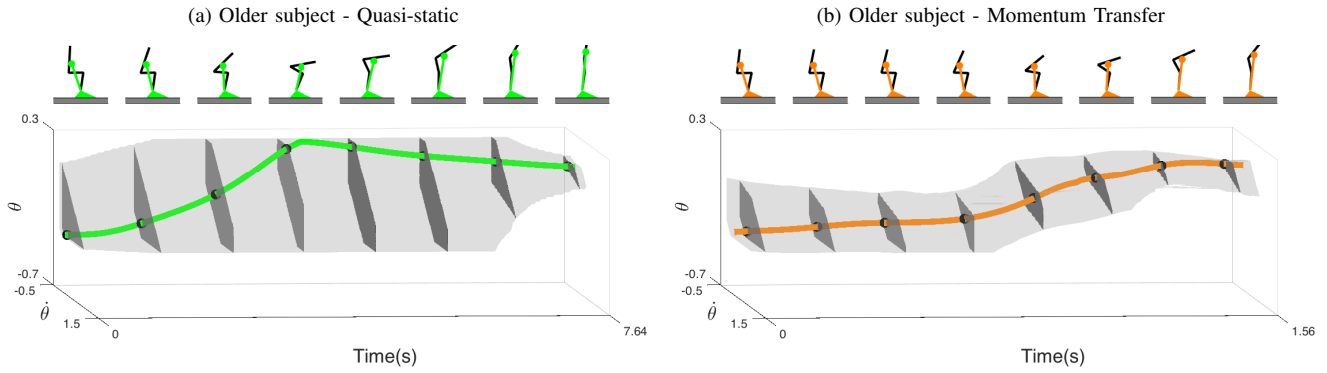 (a) Older subject - Quasi-static
0.3
θ
-0.7
-0.5
θ̇
1.5
0
7.64
Time(s)
(b) Older subject - Momentum Transfer
0.3
θ
-0.7
-0.5
θ̇
1.5
0
1.56
Time(s)